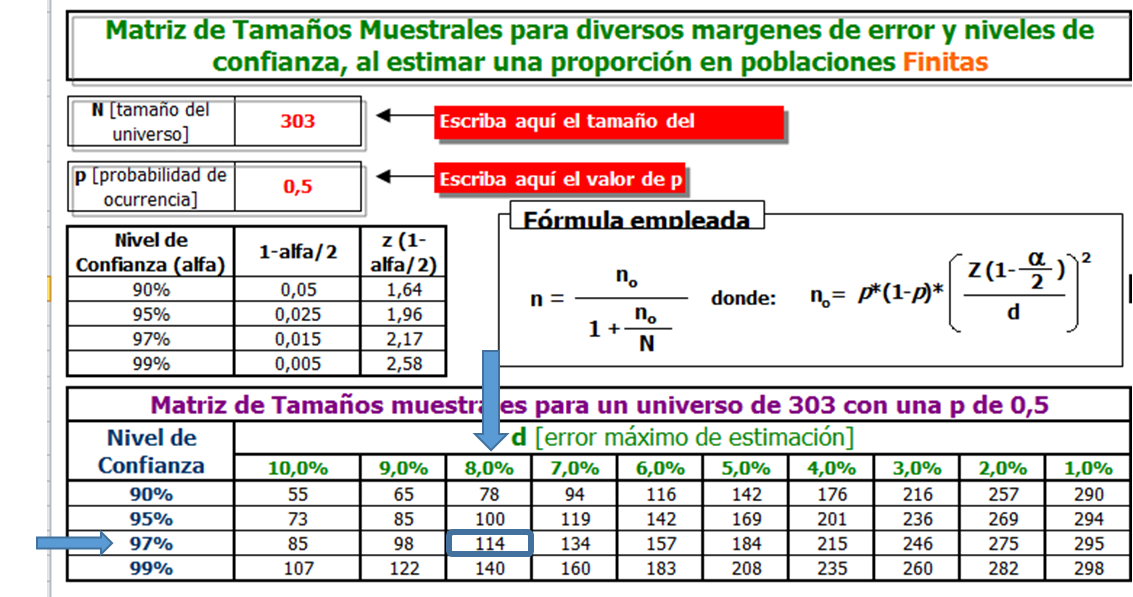 Matriz de Tamaños Muestrales para diversos margenes de error y niveles de
confianza, al estimar una proporción en poblaciones Finitas
N [tamaño del
universo]
303
Escriba aquí el tamaño del
p [probabilidad de
ocurrencia]
0,5
Escriba aquí el valor de p
Nivel de
Confianza (alfa)
1-alfa/2
z (1-
alfa/2)
90% 0,05 1,64
95% 0,025 1,96
97% 0,015 2,17
99% 0,005 2,58
Fórmula empleada
n = nₒ / (1 + nₒ/N) donde: nₒ= p*(1-p)* (Z(1-α/2) / d)²
Matriz de Tamaños muestrales para un universo de 303 con una p de 0,5
Nivel de
Confianza
d [error máximo de estimación]
10,0% 9,0% 8,0% 7,0% 6,0% 5,0% 4,0% 3,0% 2,0% 1,0%
90% 55 65 78 94 116 142 176 216 257 290
95% 73 85 100 119 142 169 201 236 269 294
97% 85 98 114 134 157 184 215 246 275 295
99% 107 122 140 160 183 208 235 260 282 298